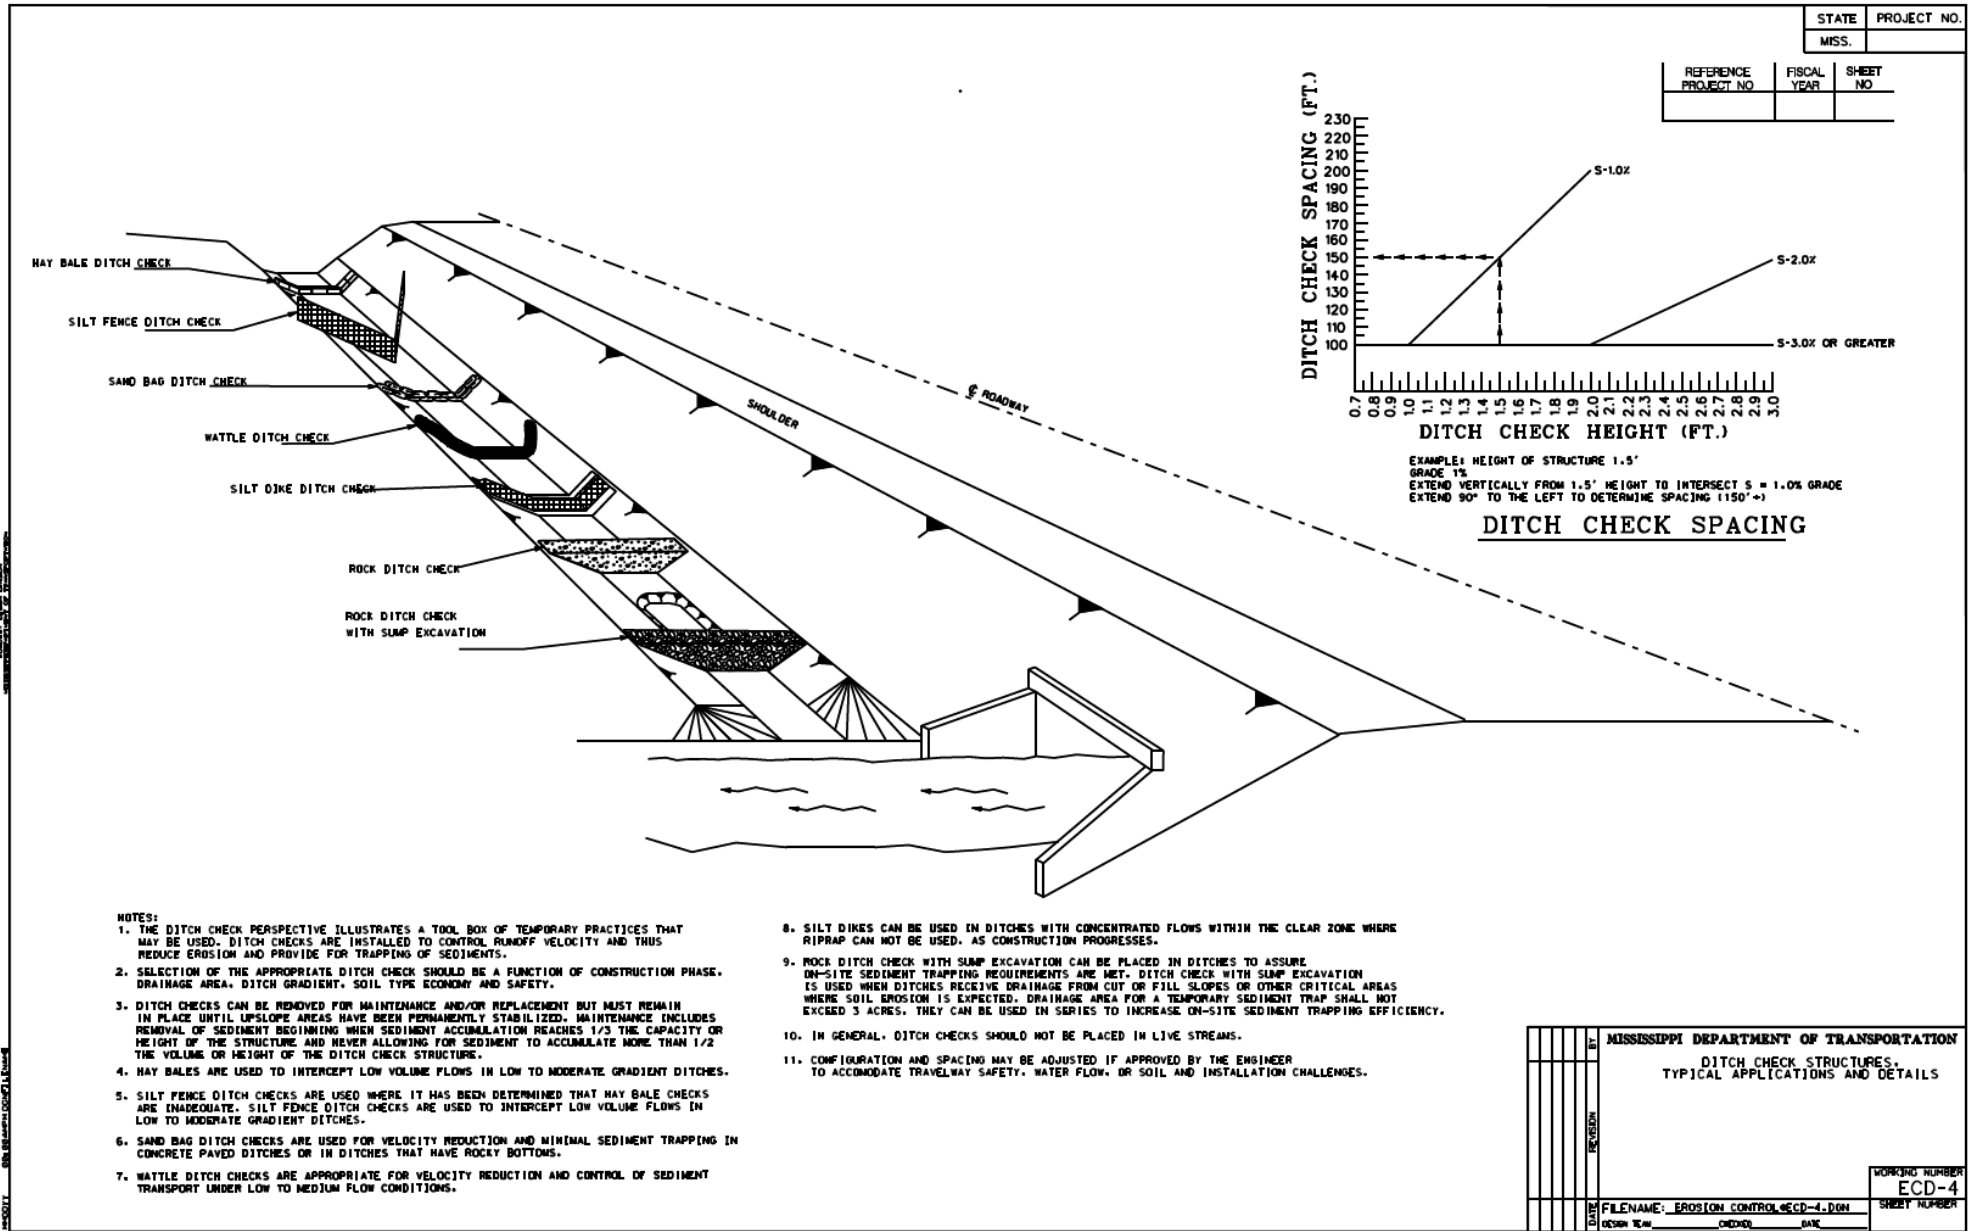 STATE PROJECT NO.
MISS.
REFERENCE PROJECT NO
FISCAL YEAR
SHEET NO
DITCH CHECK SPACING (FT.)
230
220
210
200
190
180
170
160
150
140
130
120
110
100
S-1.0%
S-2.0%
S-3.0% OR GREATER
0.7 0.8 0.9 1.0 1.1 1.2 1.3 1.4 1.5 1.6 1.7 1.8 1.9 2.0 2.1 2.2 2.3 2.4 2.5 2.6 2.7 2.8 2.9 3.0
DITCH CHECK HEIGHT (FT.)
EXAMPLE: HEIGHT OF STRUCTURE 1.5'
GRADE 1%
EXTEND VERTICALLY FROM 1.5' HEIGHT TO INTERSECT S = 1.0% GRADE
EXTEND 90° TO THE LEFT TO DETERMINE SPACING (150'+)
DITCH CHECK SPACING
HAY BALE DITCH CHECK
SILT FENCE DITCH CHECK
SAND BAG DITCH CHECK
WATTLE DITCH CHECK
SILT DIKE DITCH CHECK
ROCK DITCH CHECK
ROCK DITCH CHECK
WITH SUMP EXCAVATION
SHOULDER
℄ ROADWAY
NOTES:
1. THE DITCH CHECK PERSPECTIVE ILLUSTRATES A TOOL BOX OF TEMPORARY PRACTICES THAT
MAY BE USED. DITCH CHECKS ARE INSTALLED TO CONTROL RUNOFF VELOCITY AND THUS
REDUCE EROSION AND PROVIDE FOR TRAPPING OF SEDIMENTS.
2. SELECTION OF THE APPROPRIATE DITCH CHECK SHOULD BE A FUNCTION OF CONSTRUCTION PHASE.
DRAINAGE AREA. DITCH GRADIENT. SOIL TYPE ECONOMY AND SAFETY.
3. DITCH CHECKS CAN BE REMOVED FOR MAINTENANCE AND/OR REPLACEMENT BUT MUST REMAIN
IN PLACE UNTIL UPSLOPE AREAS HAVE BEEN PERMANENTLY STABILIZED. MAINTENANCE INCLUDES
REMOVAL OF SEDIMENT BEGINNING WHEN SEDIMENT ACCUMULATION REACHES 1/3 THE CAPACITY OR
HEIGHT OF THE STRUCTURE AND NEVER ALLOWING FOR SEDIMENT TO ACCUMULATE MORE THAN 1/2
THE VOLUME OR HEIGHT OF THE DITCH CHECK STRUCTURE.
4. HAY BALES ARE USED TO INTERCEPT LOW VOLUME FLOWS IN LOW TO MODERATE GRADIENT DITCHES.
5. SILT FENCE DITCH CHECKS ARE USED WHERE IT HAS BEEN DETERMINED THAT HAY BALE CHECKS
ARE INADEQUATE. SILT FENCE DITCH CHECKS ARE USED TO INTERCEPT LOW VOLUME FLOWS IN
LOW TO MODERATE GRADIENT DITCHES.
6. SAND BAG DITCH CHECKS ARE USED FOR VELOCITY REDUCTION AND MINIMAL SEDIMENT TRAPPING IN
CONCRETE PAVED DITCHES OR IN DITCHES THAT HAVE ROCKY BOTTOMS.
7. WATTLE DITCH CHECKS ARE APPROPRIATE FOR VELOCITY REDUCTION AND CONTROL OF SEDIMENT
TRANSPORT UNDER LOW TO MEDIUM FLOW CONDITIONS.
8. SILT DIKES CAN BE USED IN DITCHES WITH CONCENTRATED FLOWS WITHIN THE CLEAR ZONE WHERE
RIPRAP CAN NOT BE USED. AS CONSTRUCTION PROGRESSES.
9. ROCK DITCH CHECK WITH SUMP EXCAVATION CAN BE PLACED IN DITCHES TO ASSURE
ON-SITE SEDIMENT TRAPPING REQUIREMENTS ARE MET. DITCH CHECK WITH SUMP EXCAVATION
IS USED WHEN DITCHES RECEIVE DRAINAGE FROM CUT OR FILL SLOPES OR OTHER CRITICAL AREAS
WHERE SOIL EROSION IS EXPECTED. DRAINAGE AREA FOR A TEMPORARY SEDIMENT TRAP SHALL NOT
EXCEED 3 ACRES. THEY CAN BE USED IN SERIES TO INCREASE ON-SITE SEDIMENT TRAPPING EFFICIENCY.
10. IN GENERAL. DITCH CHECKS SHOULD NOT BE PLACED IN LIVE STREAMS.
11. CONFIGURATION AND SPACING MAY BE ADJUSTED IF APPROVED BY THE ENGINEER
TO ACCOMODATE TRAVELWAY SAFETY. WATER FLOW. OR SOIL AND INSTALLATION CHALLENGES.
BY
REVISION
DATE
MISSISSIPPI DEPARTMENT OF TRANSPORTATION
DITCH CHECK STRUCTURES,
TYPICAL APPLICATIONS AND DETAILS
WORKING NUMBER
ECD-4
FILENAME: EROSION CONTROL@ECD-4.DGN
SHEET NUMBER
DESIGN TEAM CHECKED DATE